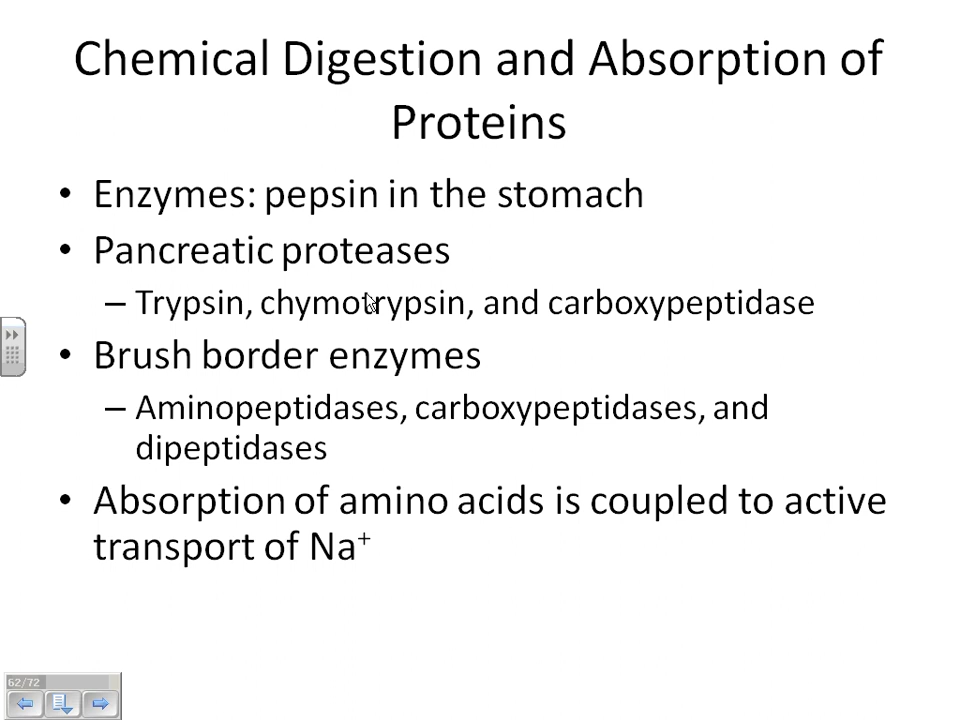 Chemical Digestion and Absorption of
Proteins
• Enzymes: pepsin in the stomach
• Pancreatic proteases
– Trypsin, chymotrypsin, and carboxypeptidase
• Brush border enzymes
– Aminopeptidases, carboxypeptidases, and
dipeptidases
• Absorption of amino acids is coupled to active
transport of Na⁺
62/72